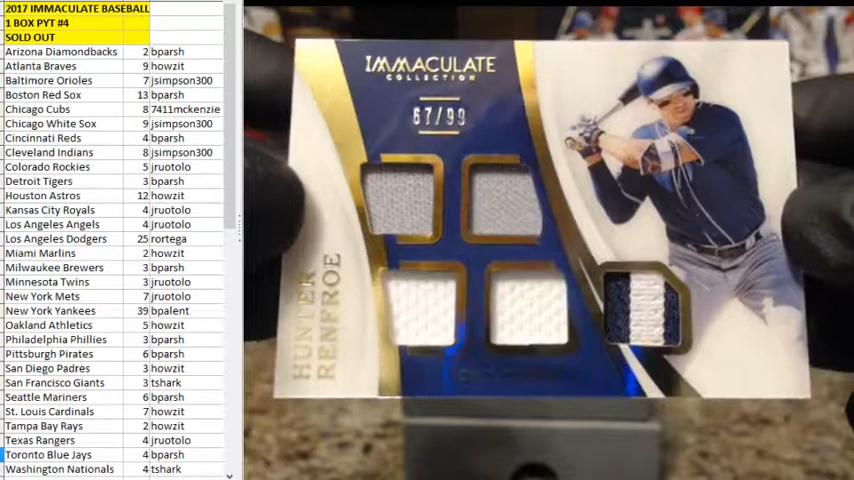 2017 IMMACULATE BASEBALL
1 BOX PYT #4
SOLD OUT
Arizona Diamondbacks 2 bparsh
Atlanta Braves 9 howzit
Baltimore Orioles 7 jsimpson300
Boston Red Sox 13 bparsh
Chicago Cubs 8 7411mckenzie
Chicago White Sox 9 jsimpson300
Cincinnati Reds 4 bparsh
Cleveland Indians 8 jsimpson300
Colorado Rockies 5 jruotolo
Detroit Tigers 3 bparsh
Houston Astros 12 howzit
Kansas City Royals 4 jruotolo
Los Angeles Angels 4 jruotolo
Los Angeles Dodgers 25 rortega
Miami Marlins 2 howzit
Milwaukee Brewers 3 bparsh
Minnesota Twins 3 jruotolo
New York Mets 7 jruotolo
New York Yankees 39 bpalent
Oakland Athletics 5 howzit
Philadelphia Phillies 3 bparsh
Pittsburgh Pirates 6 bparsh
San Diego Padres 3 howzit
San Francisco Giants 3 tshark
Seattle Mariners 6 bparsh
St. Louis Cardinals 7 howzit
Tampa Bay Rays 2 howzit
Texas Rangers 4 jruotolo
Toronto Blue Jays 4 bparsh
Washington Nationals 4 tshark
IMMACULATE
COLLECTION
67/99
HUNTER
RENFROE